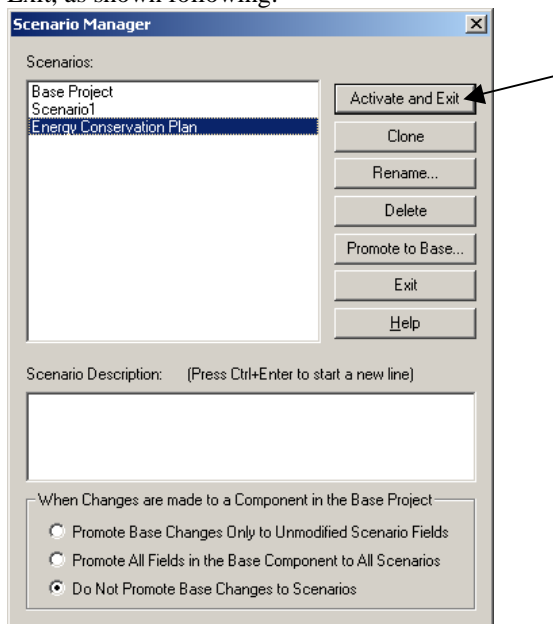 Exit, as shown following:
Scenario Manager
Scenarios:
Base Project
Scenario1
Energy Conservation Plan
Activate and Exit
Clone
Rename...
Delete
Promote to Base...
Exit
Help
Scenario Description: (Press Ctrl+Enter to start a new line)
When Changes are made to a Component in the Base Project
Promote Base Changes Only to Unmodified Scenario Fields
Promote All Fields in the Base Component to All Scenarios
Do Not Promote Base Changes to Scenarios